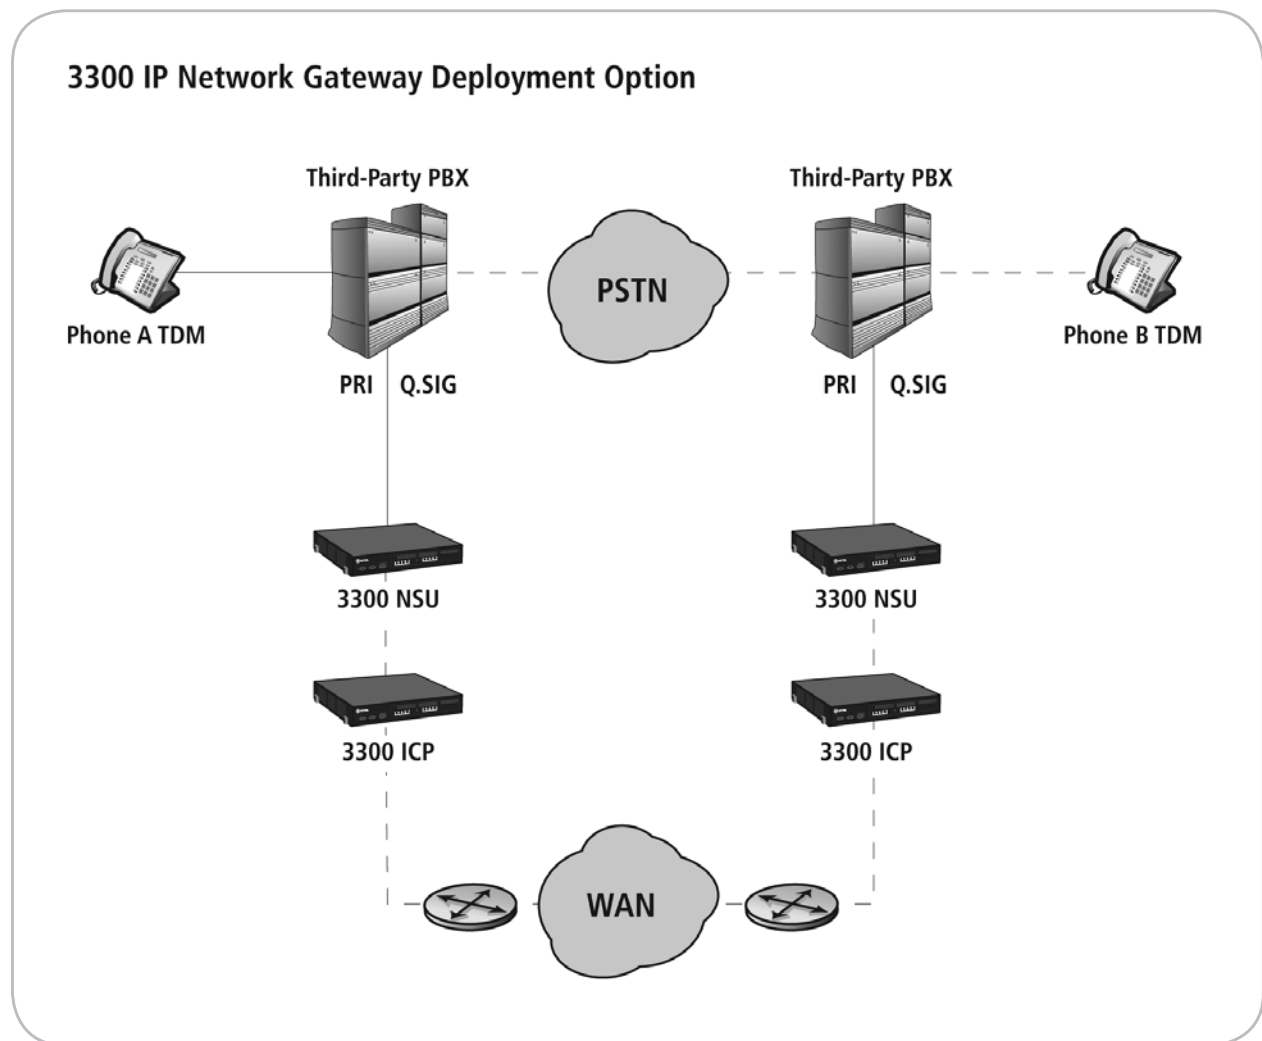 3300 IP Network Gateway Deployment Option
Third-Party PBX
Third-Party PBX
PSTN
Phone A TDM
Phone B TDM
PRI Q.SIG
PRI Q.SIG
3300 NSU
3300 NSU
3300 ICP
3300 ICP
WAN